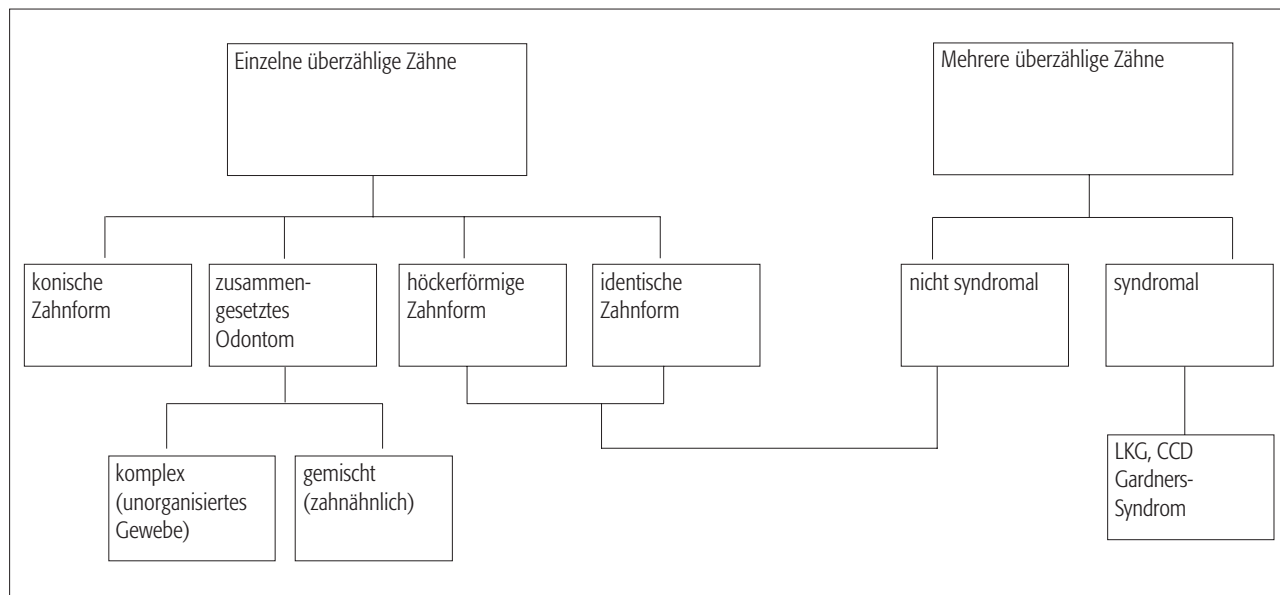 Einzelne überzählige Zähne
Mehrere überzählige Zähne
konische
Zahnform
zusammen-
gesetztes
Odontom
höckerförmige
Zahnform
identische
Zahnform
nicht syndromal
syndromal
komplex
(unorganisiertes
Gewebe)
gemischt
(zahnähnlich)
LKG, CCD
Gardners-
Syndrom